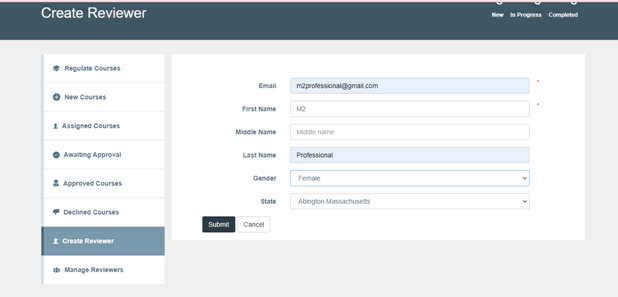 Create Reviewer
New In Progress Completed
Regulate Courses
New Courses
Assigned Courses
Awaiting Approval
Approved Courses
Declined Courses
Create Reviewer
Manage Reviewers
Email m2professional@gmail.com *
First Name M2 *
Middle Name Middle name
Last Name Professional
Gender Female
State Abington Massachusetts
Submit Cancel